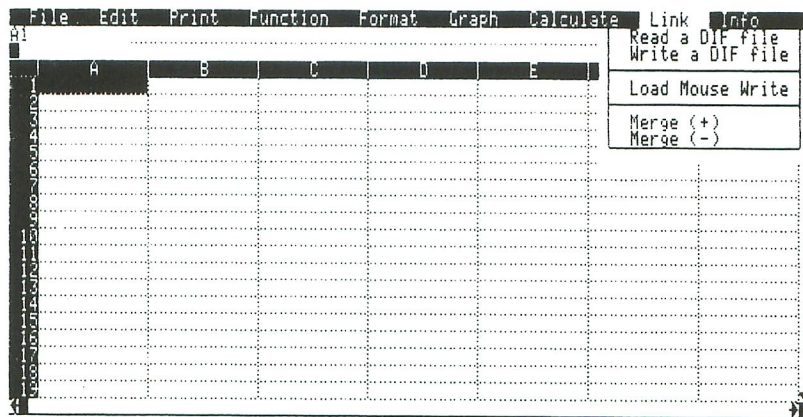 File Edit Print Function Format Graph Calculate Link Info
A1
Read a DIF file
Write a DIF file
Load Mouse Write
Merge (+)
Merge (-)
A B C D E
1
2
3
4
5
6
7
8
9
10
11
12
13
14
15
16
17
18
19